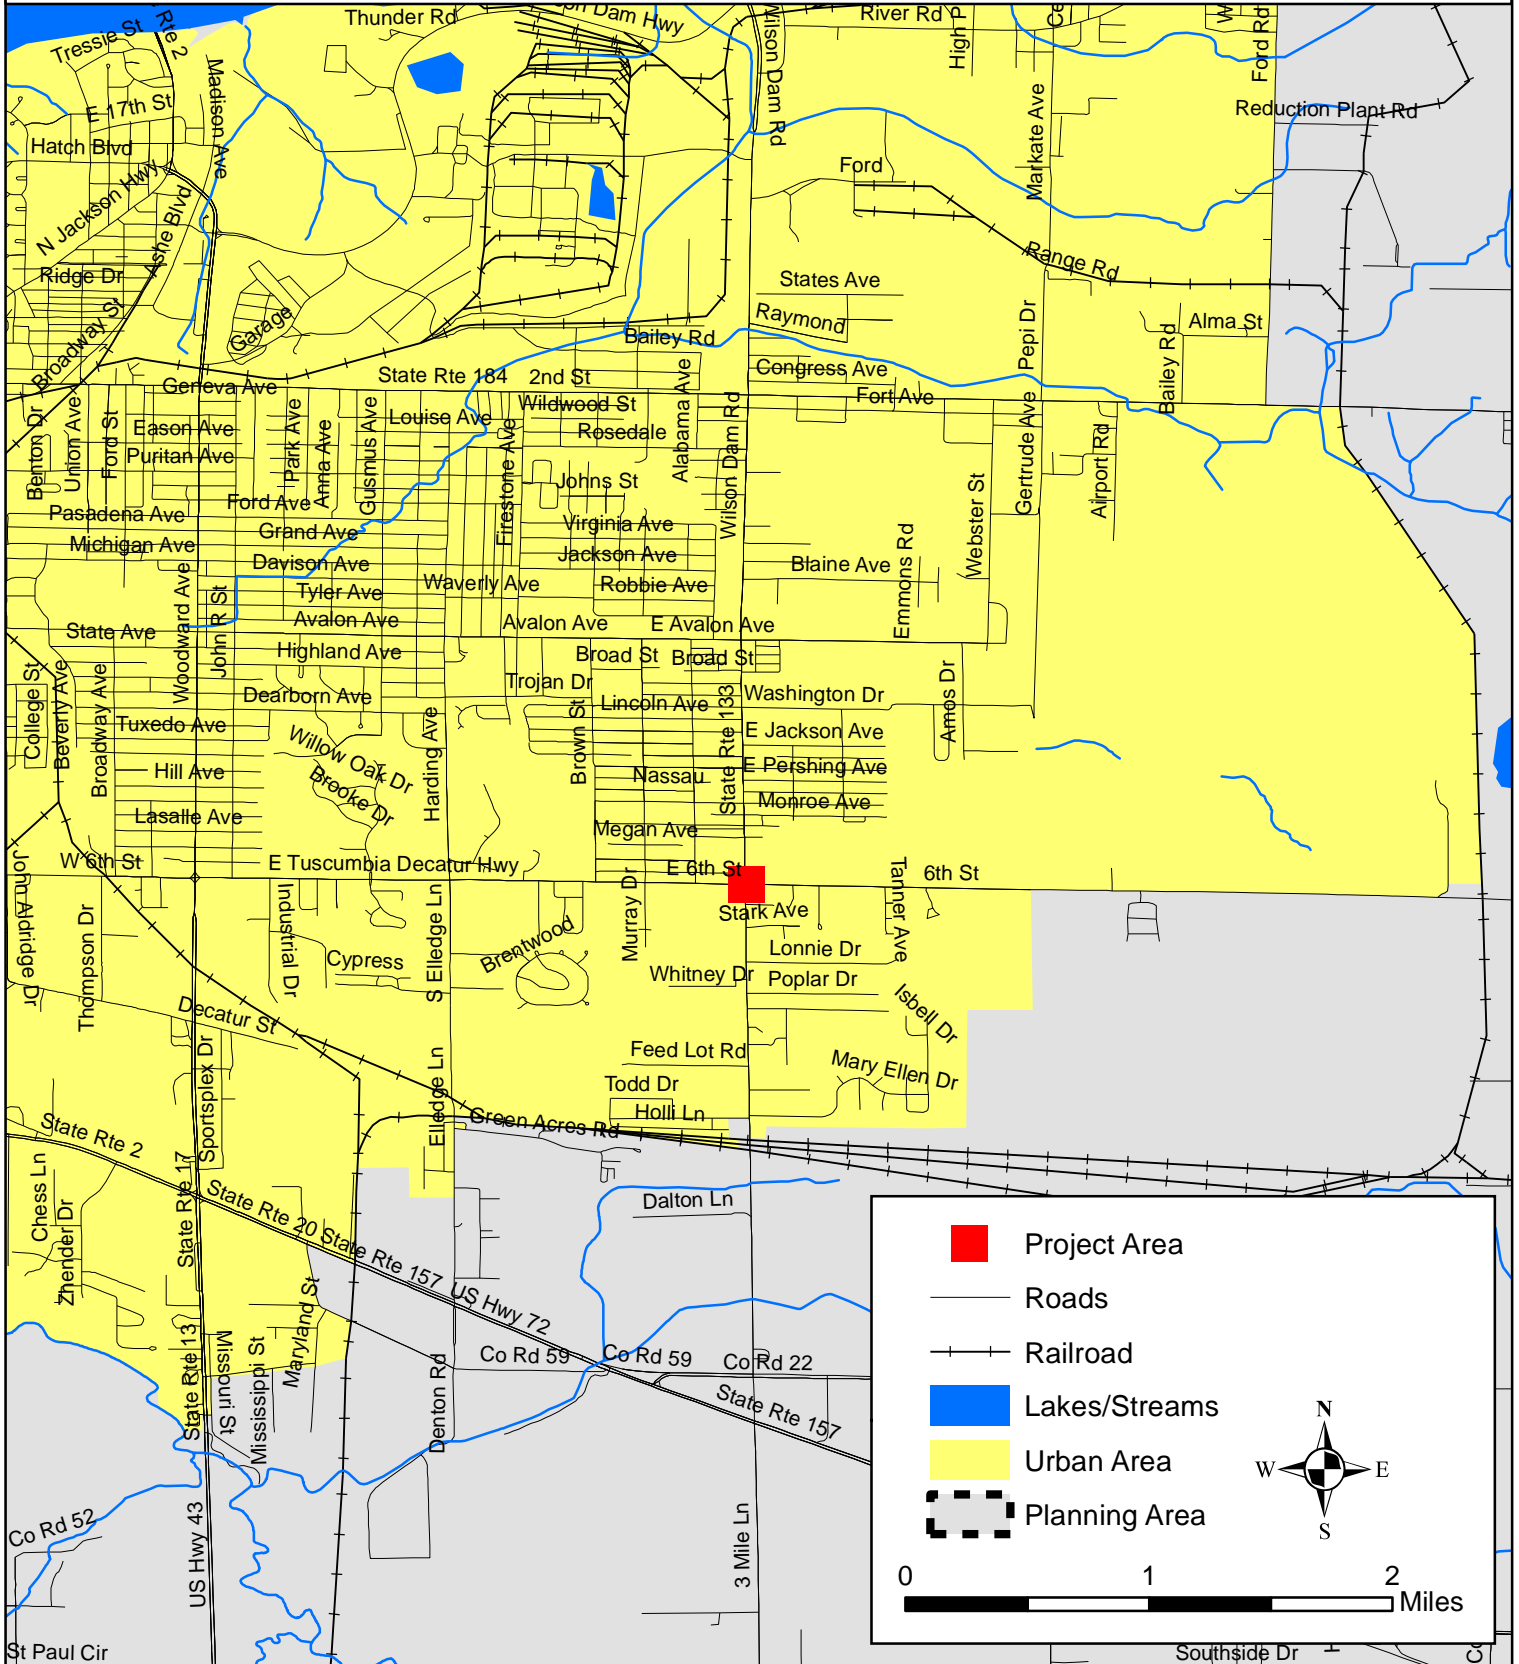 Thunder Rd
Dam Hwy
River Rd
Tressie St
Rte 2
Madison Ave
Wilson Dam Rd
High P
Ce
W
Ford Rd
E 17th St
Hatch Blvd
N Jackson Hwy
Ashe Blvd
Ridge Dr
Broadway St
Garage
Ford
Markate Ave
Reduction Plant Rd
Range Rd
States Ave
Raymond
Bailey Rd
Pepi Dr
Bailey Rd
Alma St
Congress Ave
Fort Ave
Geneva Ave
State Rte 184
2nd St
Wildwood St
Rosedale
Louise Ave
Alabama Ave
Wilson Dam Rd
Benton Dr
Union Ave
Ford St
Eason Ave
Puritan Ave
Park Ave
Anna Ave
Gusmus Ave
Firestone Ave
Johns St
Gertrude Ave
Airport Rd
Webster St
Emmons Rd
Ford Ave
Pasadena Ave
Grand Ave
Virginia Ave
Michigan Ave
Davison Ave
Jackson Ave
Blaine Ave
Waverly Ave
Robbie Ave
Tyler Ave
Woodward Ave
John R St
Avalon Ave
Avalon Ave
E Avalon Ave
State Ave
Highland Ave
Broad St
Broad St
Trojan Dr
College St
Beverly Ave
Broadway Ave
Dearborn Ave
Lincoln Ave
Washington Dr
Amos Dr
Tuxedo Ave
Willow Oak Dr
Harding Ave
Brown St
State Rte 133
E Jackson Ave
Hill Ave
Brooke Dr
Nassau
E Pershing Ave
Monroe Ave
Lasalle Ave
Megan Ave
W 6th St
E Tuscumbia Decatur Hwy
E 6th St
6th St
John Aldridge Dr
Thompson Dr
Industrial Dr
S Elledge Ln
Murray Dr
Stark Ave
Tanner Ave
Cypress
Brentwood
Lonnie Dr
Whitney Dr
Poplar Dr
Isbell Dr
Decatur St
Sportsplex Dr
Elledge Ln
Feed Lot Rd
Mary Ellen Dr
Todd Dr
Holli Ln
Green Acres Rd
State Rte 2
Chess Ln
Zhender Dr
State Rte 17
State Rte 20
State Rte 157
US Hwy 72
Dalton Ln
Maryland St
State Rte 13
Missouri St
Mississippi St
Denton Rd
Co Rd 59
Co Rd 59
Co Rd 22
State Rte 157
Co Rd 52
US Hwy 43
3 Mile Ln
St Paul Cir
Southside Dr
H
Co
Project Area
Roads
Railroad
Lakes/Streams
Urban Area
Planning Area
N
W
E
S
0 1 2
Miles